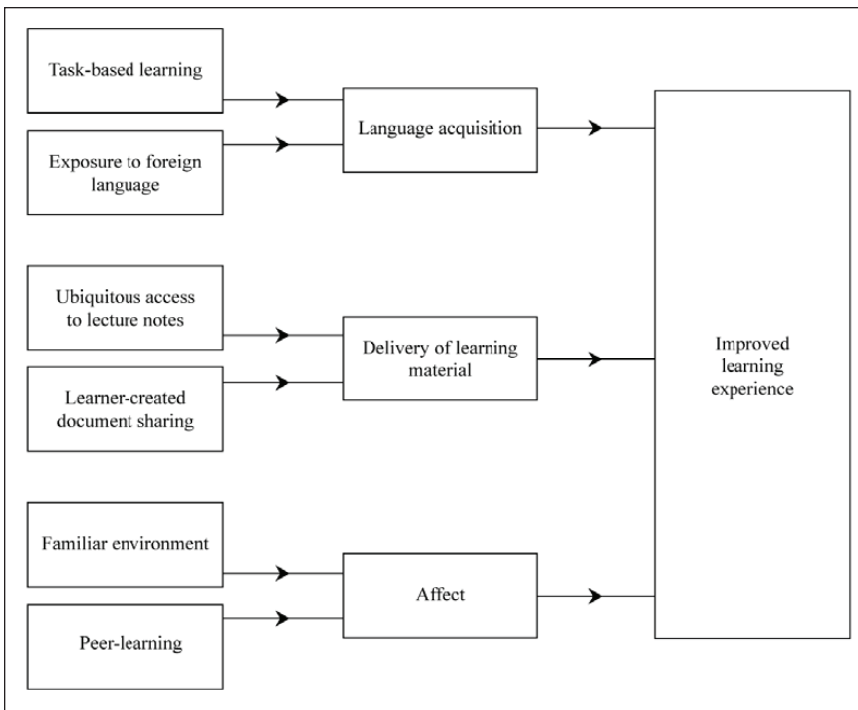 Task-based learning
Exposure to foreign
language
Language acquisition
Ubiquitous access
to lecture notes
Learner-created
document sharing
Delivery of learning
material
Familiar environment
Peer-learning
Affect
Improved
learning
experience